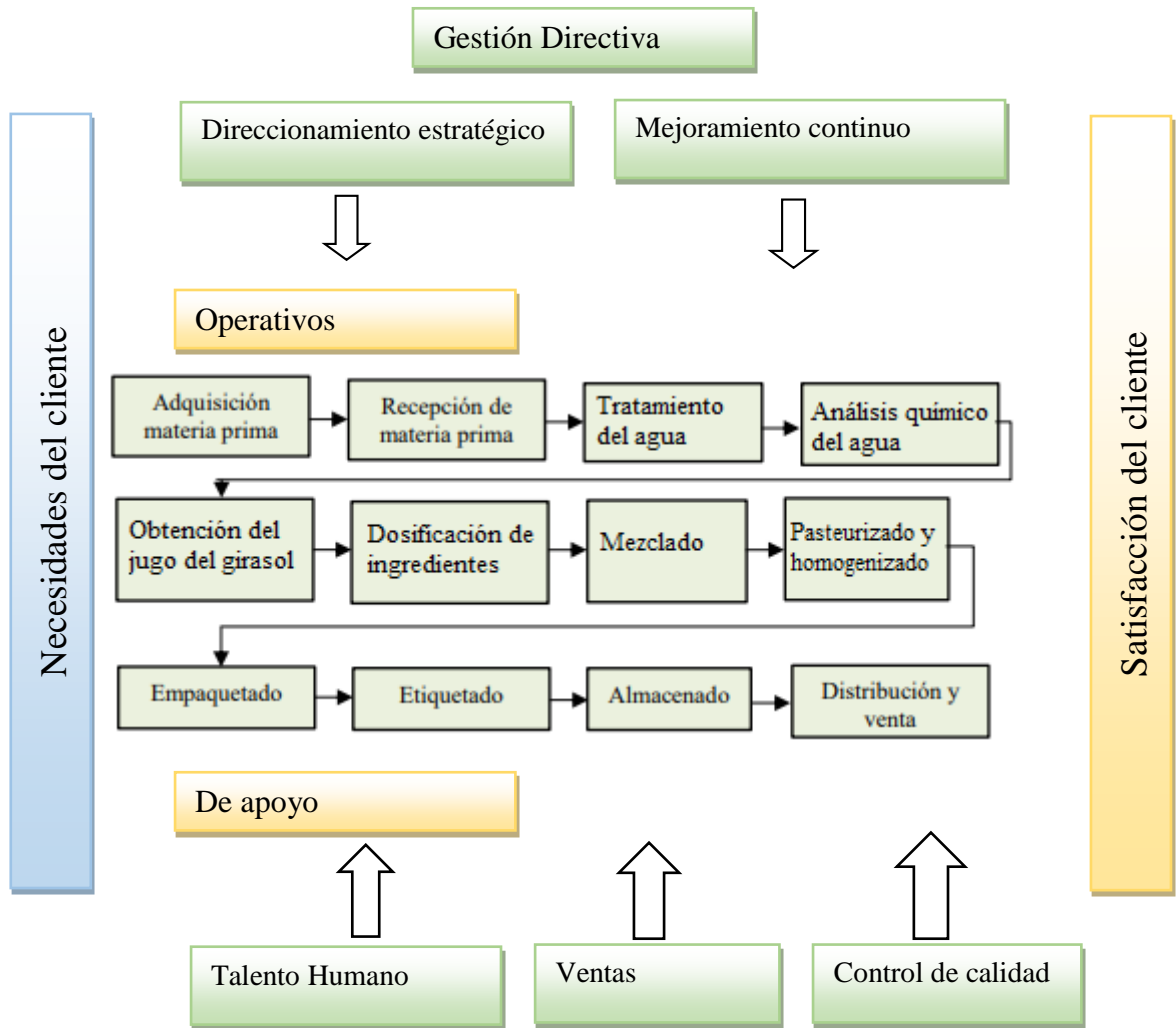 Gestión Directiva
Direccionamiento estratégico
Mejoramiento continuo
Necesidades del cliente
Satisfacción del cliente
Operativos
Adquisición
materia prima
Recepción de
materia prima
Tratamiento
del agua
Análisis químico
del agua
Obtención del
jugo del girasol
Dosificación de
ingredientes
Mezclado
Pasteurizado y
homogenizado
Empaquetado
Etiquetado
Almacenado
Distribución y
venta
De apoyo
Talento Humano
Ventas
Control de calidad